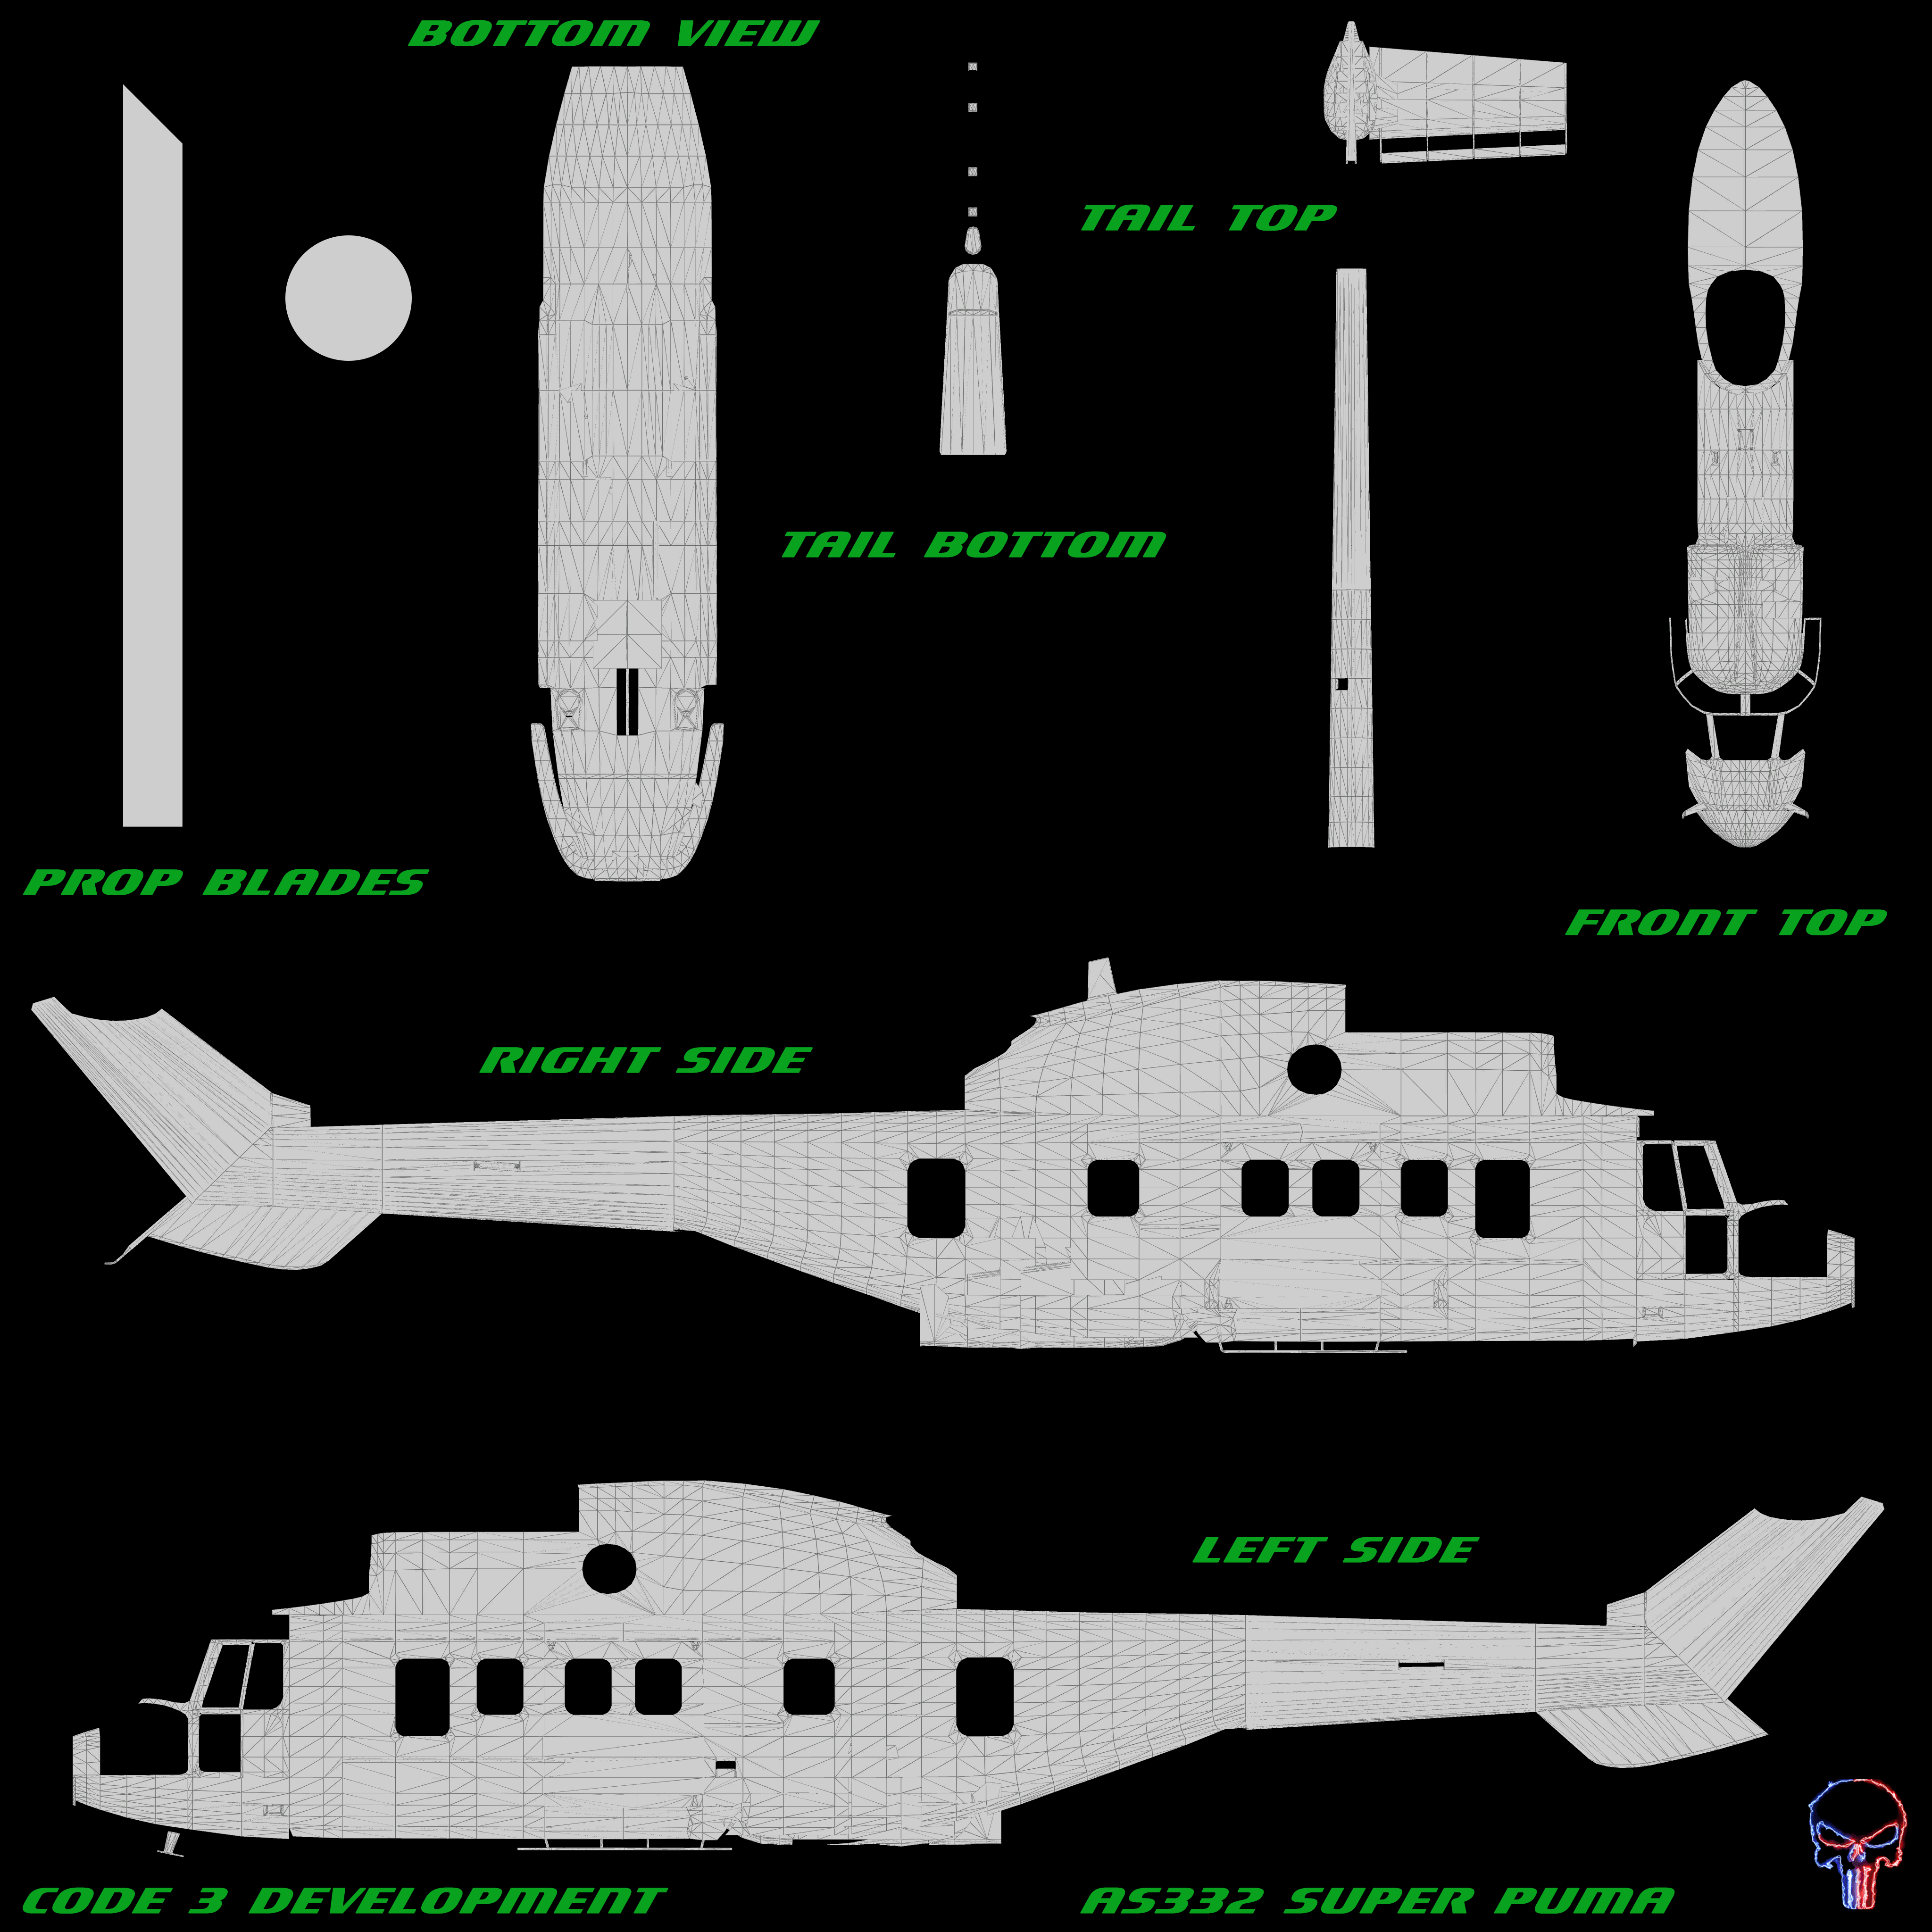 BOTTOM VIEW
TAIL TOP
TAIL BOTTOM
PROP BLADES
FRONT TOP
RIGHT SIDE
LEFT SIDE
CODE 3 DEVELOPMENT
AS332 SUPER PUMA